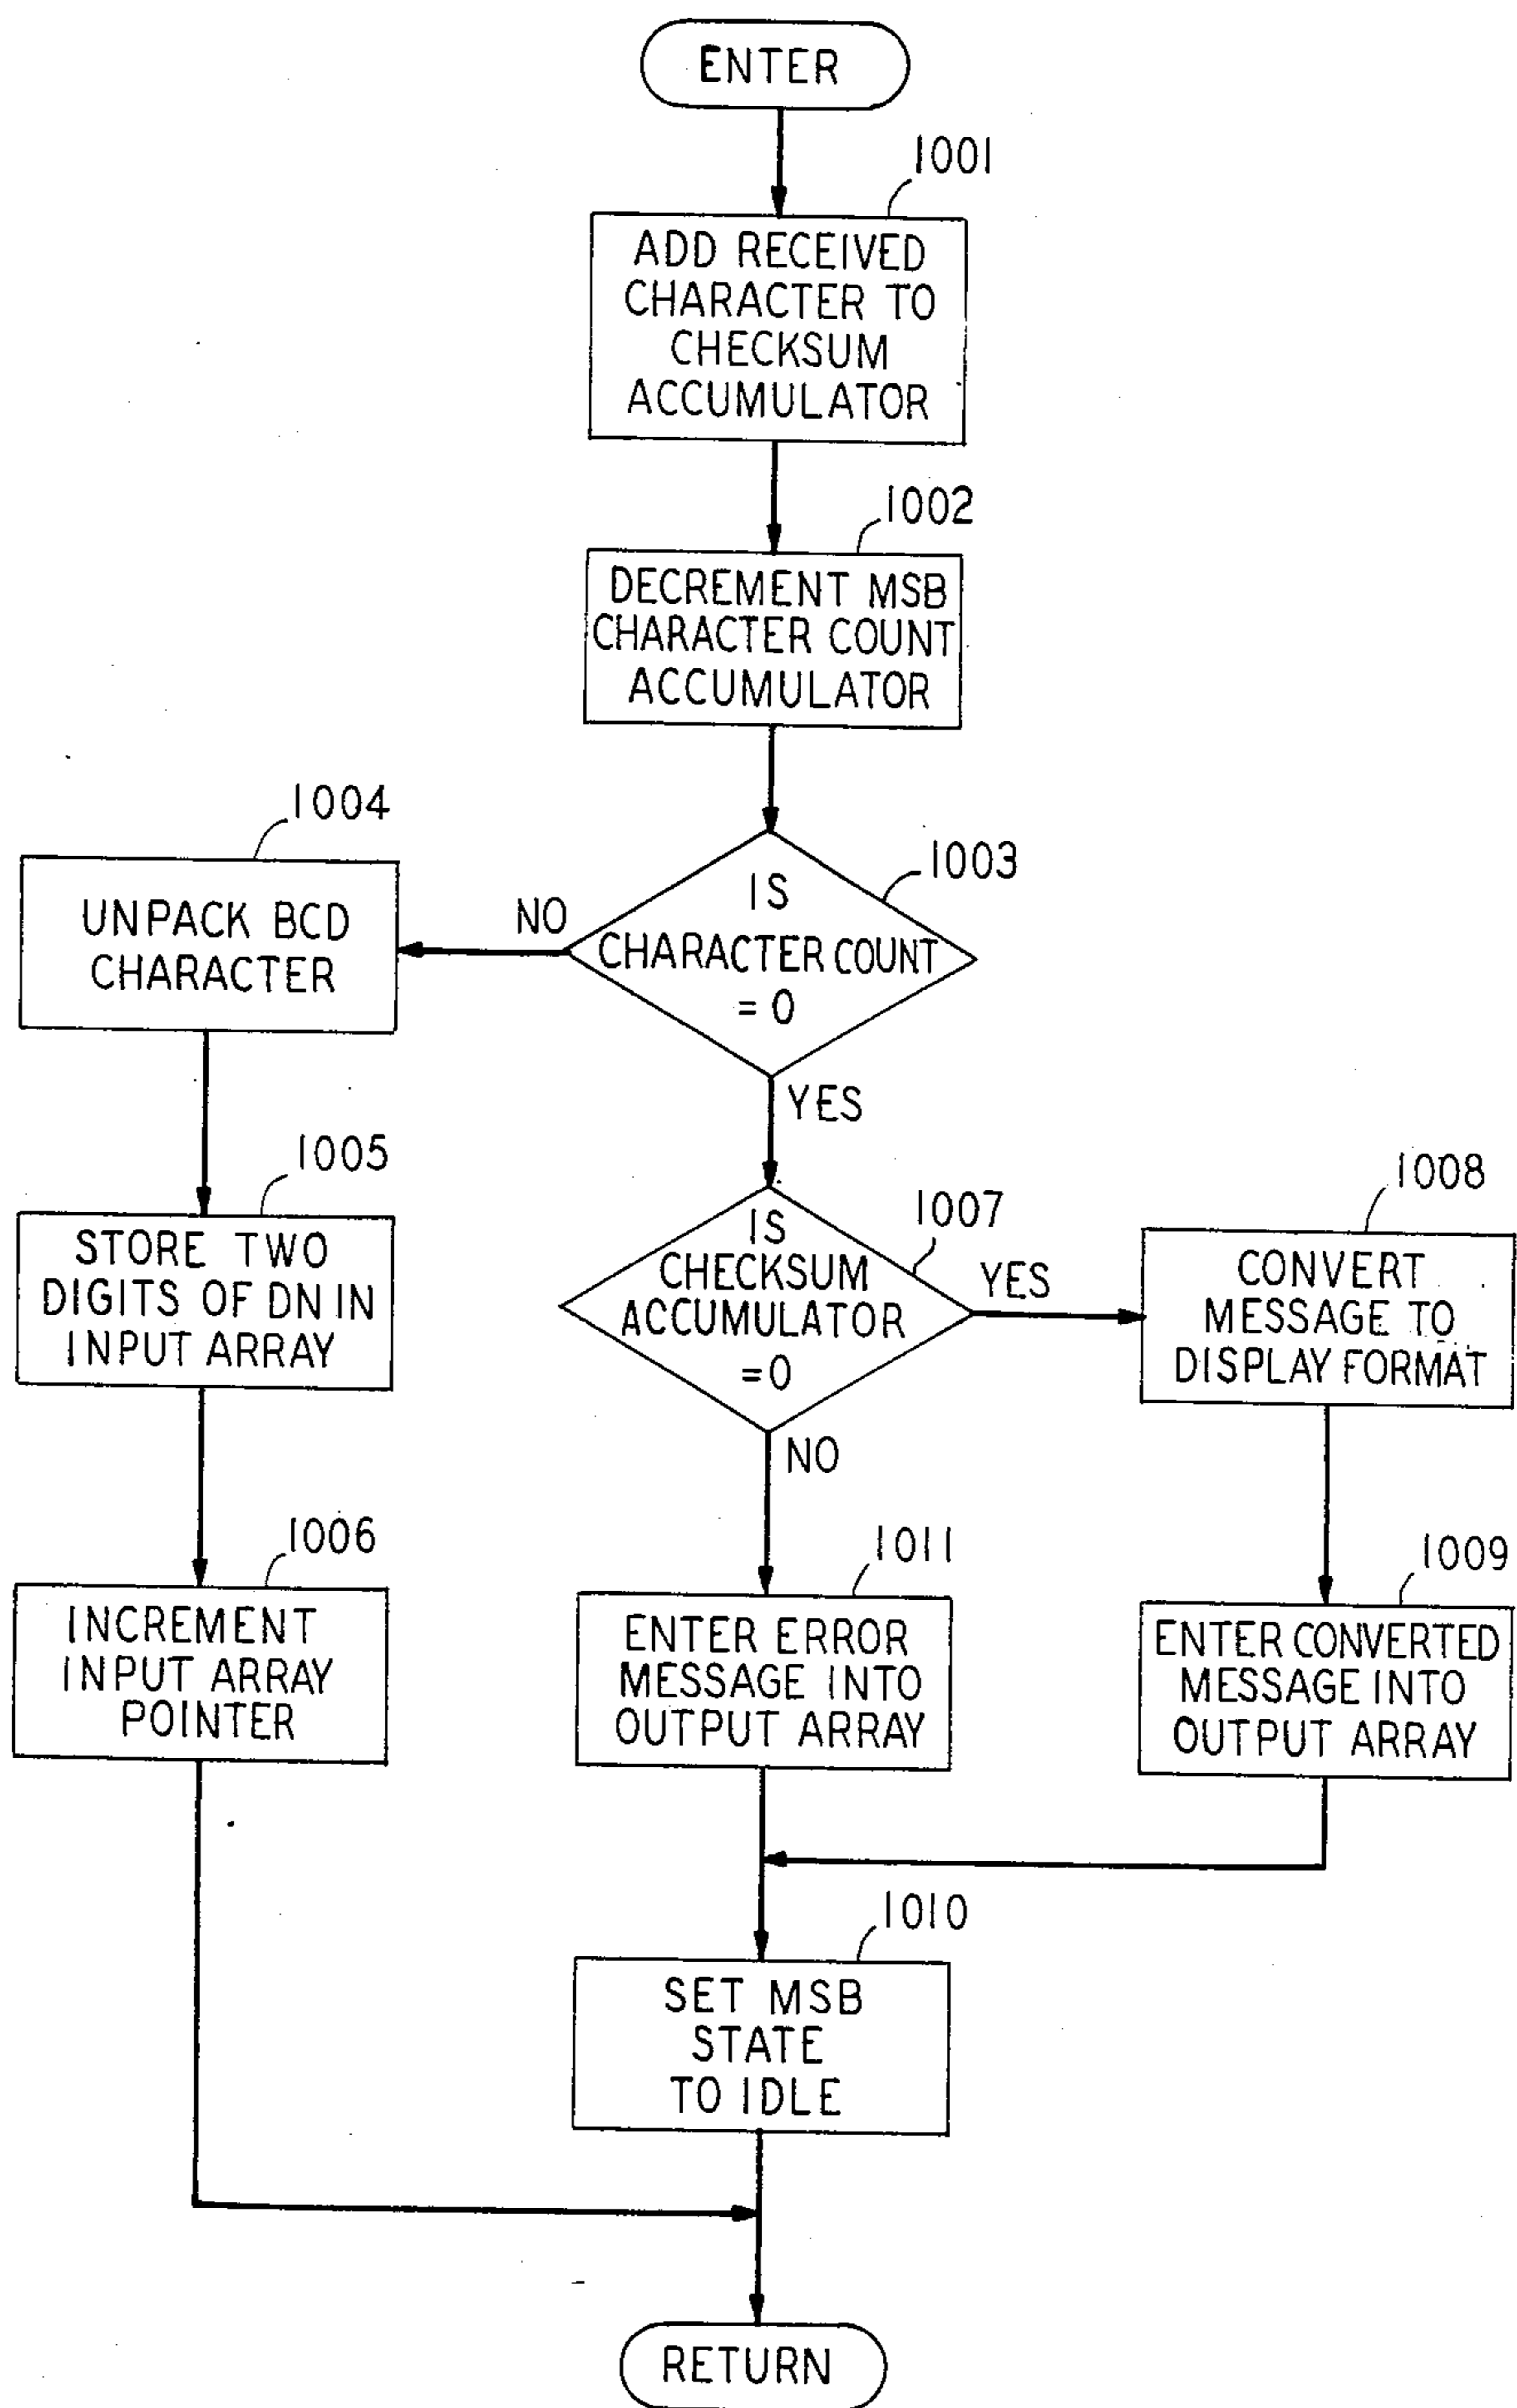 ENTER
1001
ADD RECEIVED
CHARACTER TO
CHECKSUM
ACCUMULATOR
1002
DECREMENT MSB
CHARACTER COUNT
ACCUMULATOR
1003
IS
CHARACTER COUNT
= 0
NO
YES
1004
UNPACK BCD
CHARACTER
1005
STORE TWO
DIGITS OF DN IN
INPUT ARRAY
1006
INCREMENT
INPUT ARRAY
POINTER
1007
IS
CHECKSUM
ACCUMULATOR
=0
YES
NO
1008
CONVERT
MESSAGE TO
DISPLAY FORMAT
1009
ENTER CONVERTED
MESSAGE INTO
OUTPUT ARRAY
1011
ENTER ERROR
MESSAGE INTO
OUTPUT ARRAY
1010
SET MSB
STATE
TO IDLE
RETURN